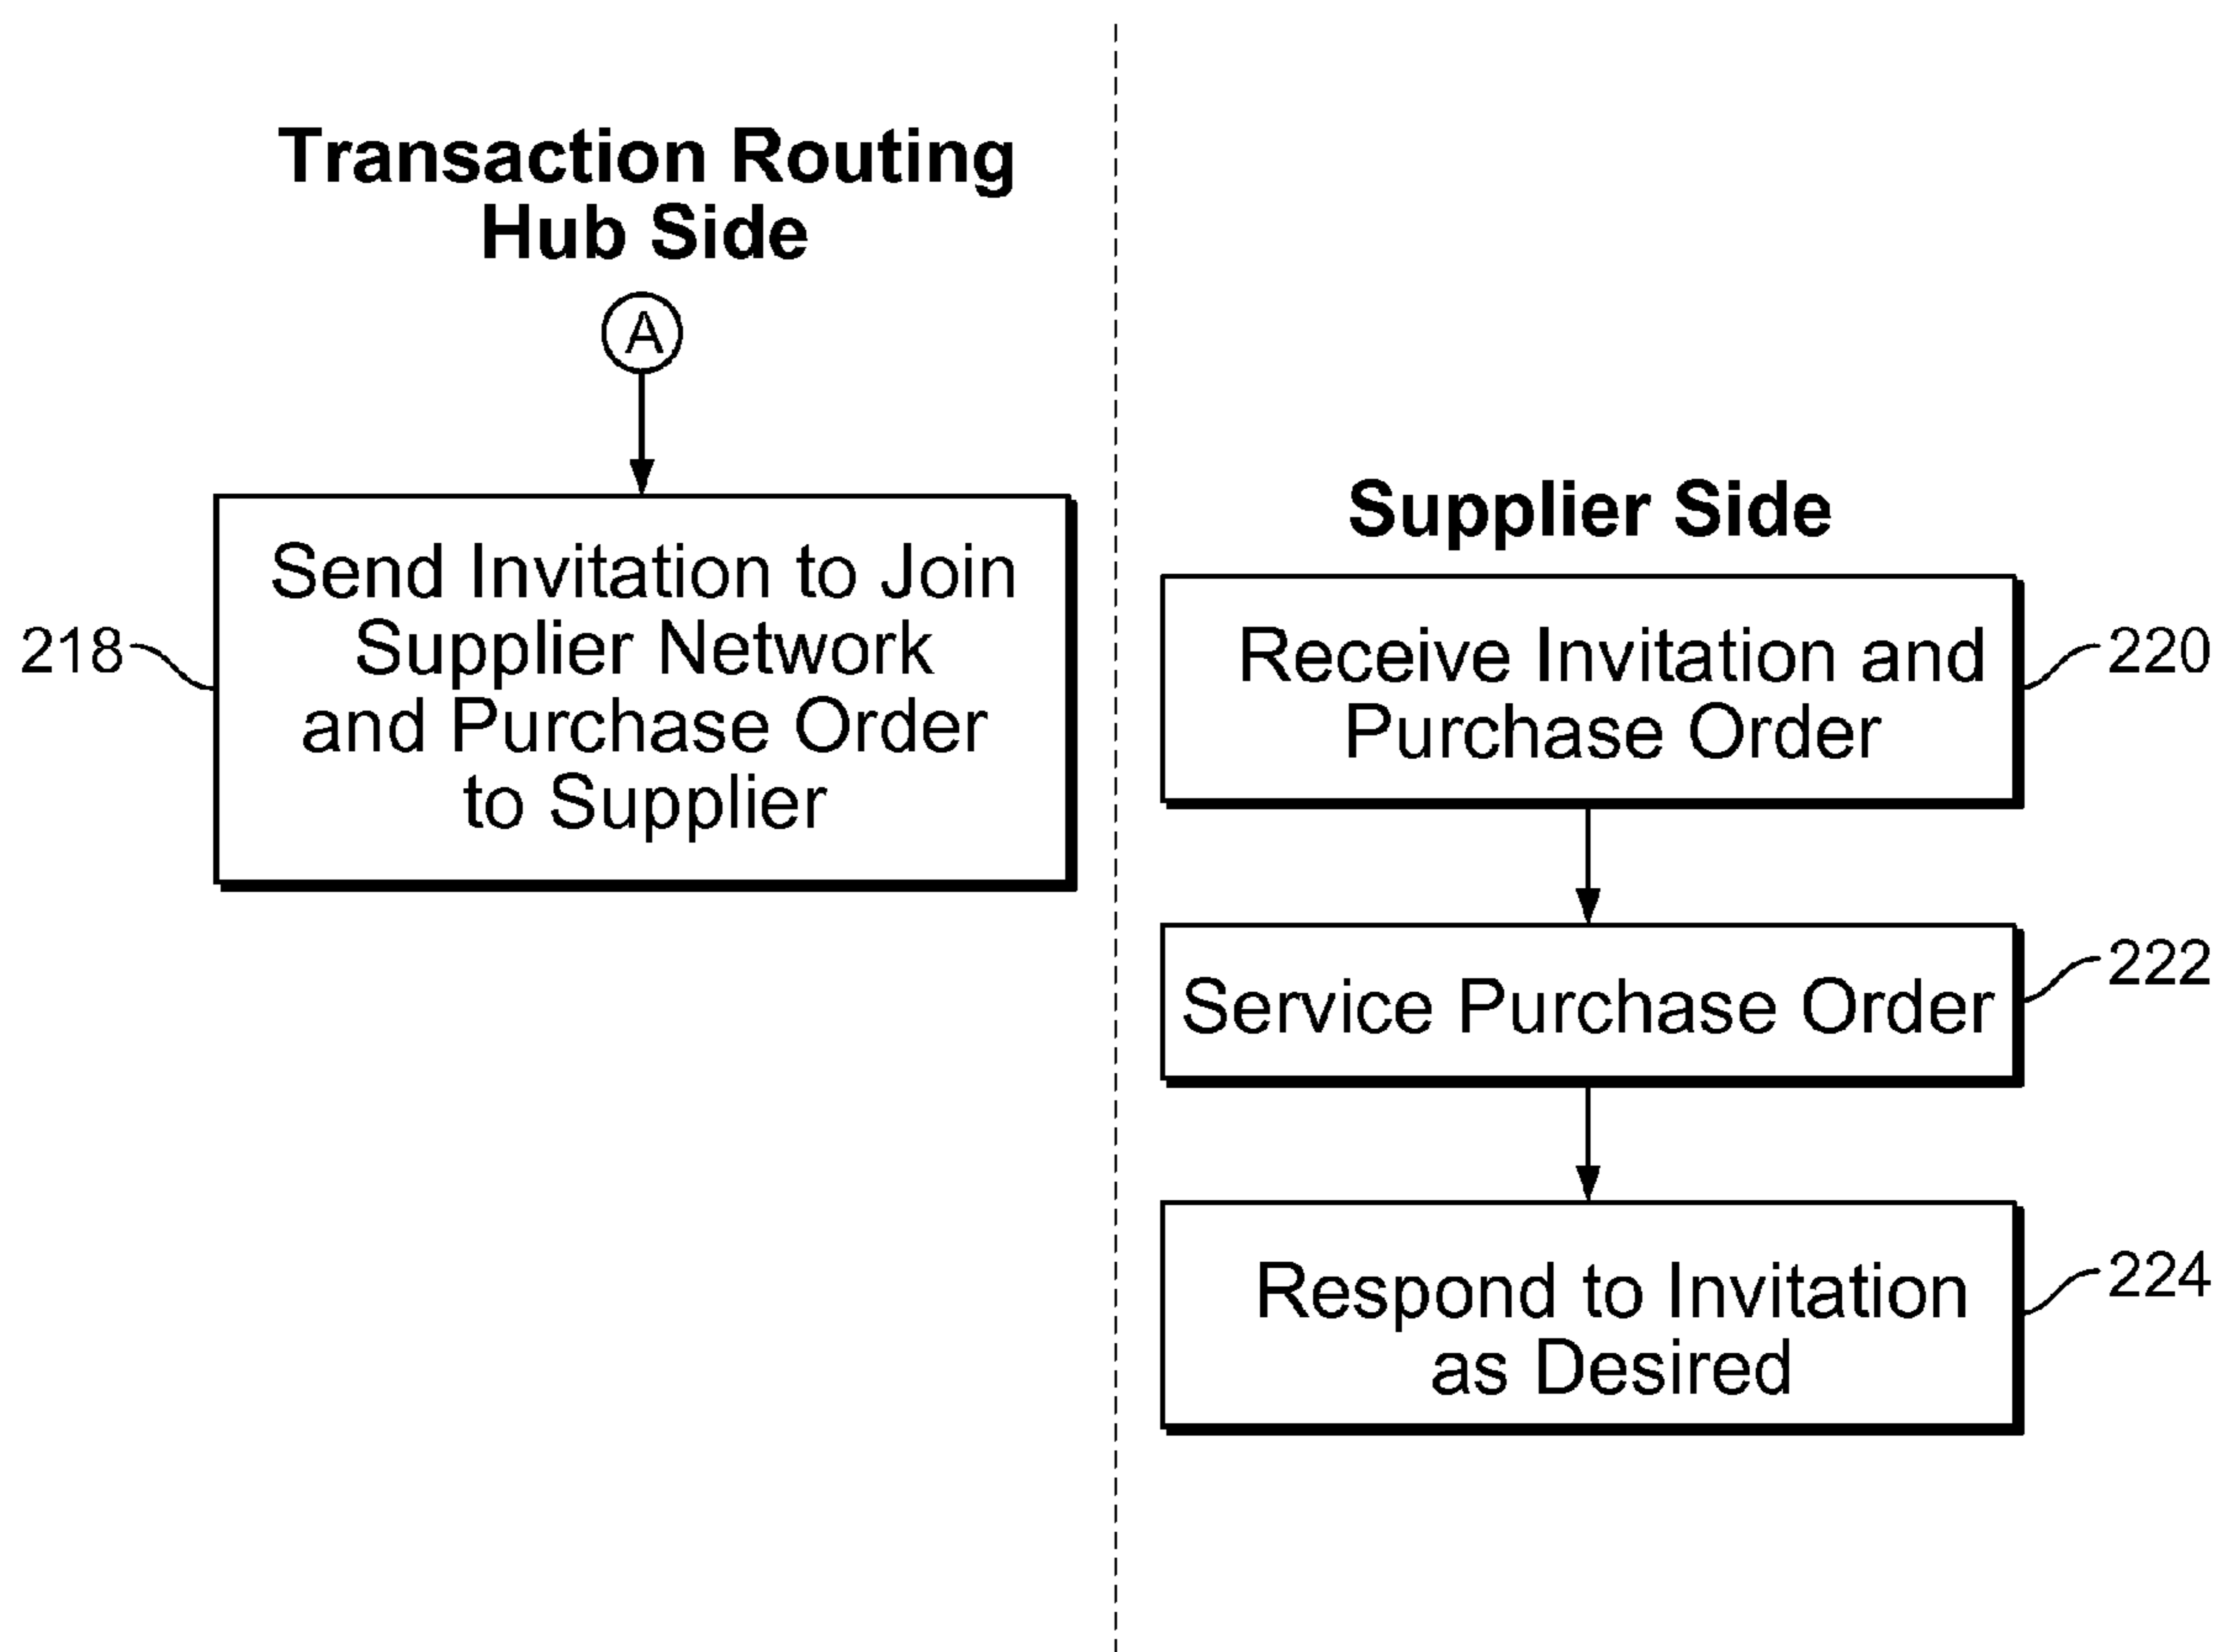 Transaction Routing
Hub Side
A
Send Invitation to Join
Supplier Network
and Purchase Order
to Supplier
218
Supplier Side
Receive Invitation and
Purchase Order
220
Service Purchase Order
222
Respond to Invitation
as Desired
224